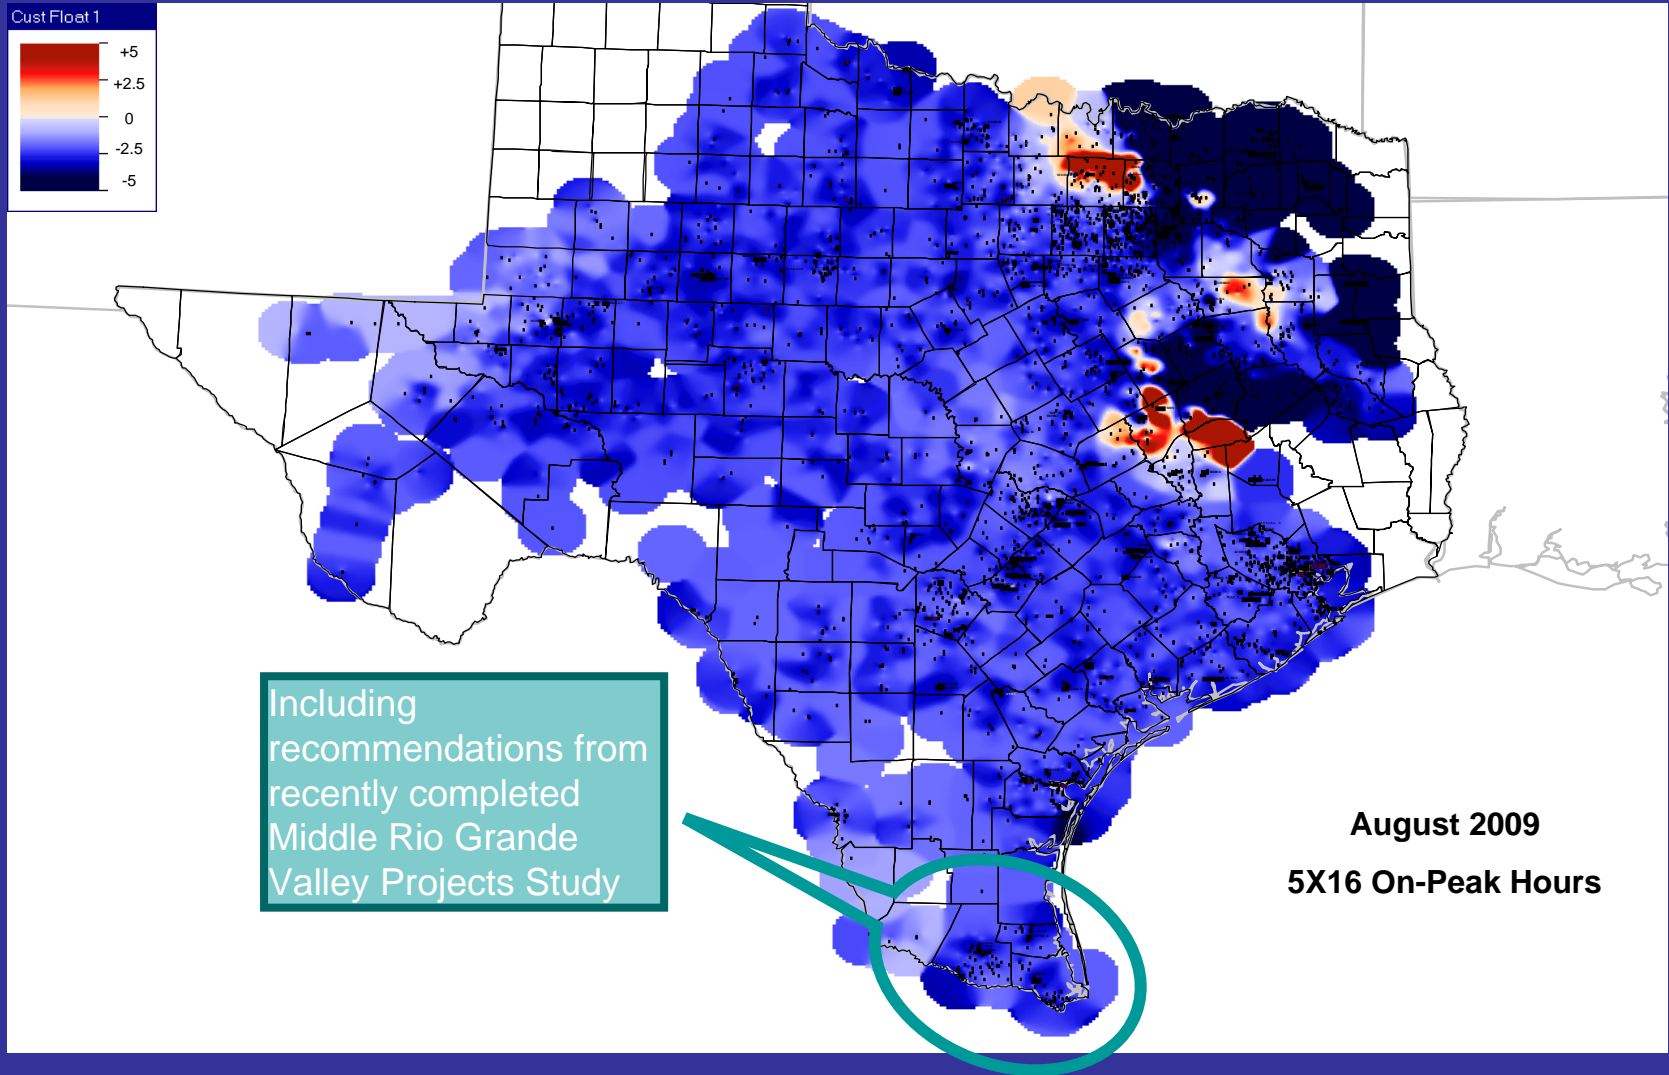 Cust Float 1
+5
+2.5
0
-2.5
-5
Including
recommendations from
recently completed
Middle Rio Grande
Valley Projects Study
August 2009
5X16 On-Peak Hours